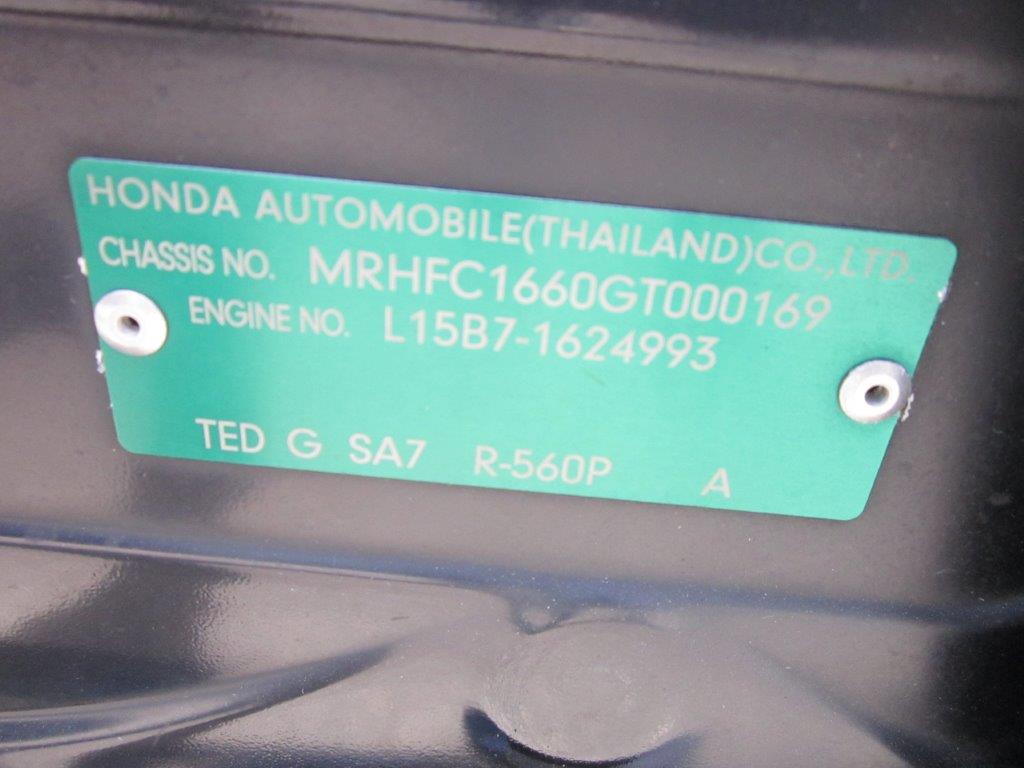 HONDA AUTOMOBILE(THAILAND)CO.,LTD.
CHASSIS NO. MRHFC1660GT000169
ENGINE NO. L15B7-1624993
TED G SA7 R-560P A